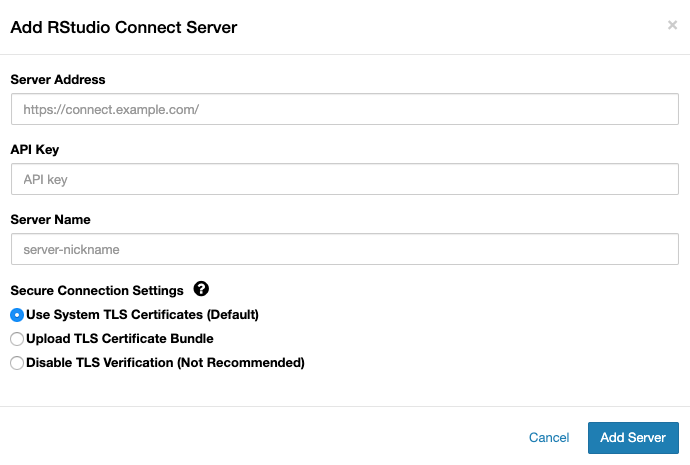 Add RStudio Connect Server
×
Server Address
https://connect.example.com/
API Key
API key
Server Name
server-nickname
Secure Connection Settings ?
Use System TLS Certificates (Default)
Upload TLS Certificate Bundle
Disable TLS Verification (Not Recommended)
Cancel Add Server